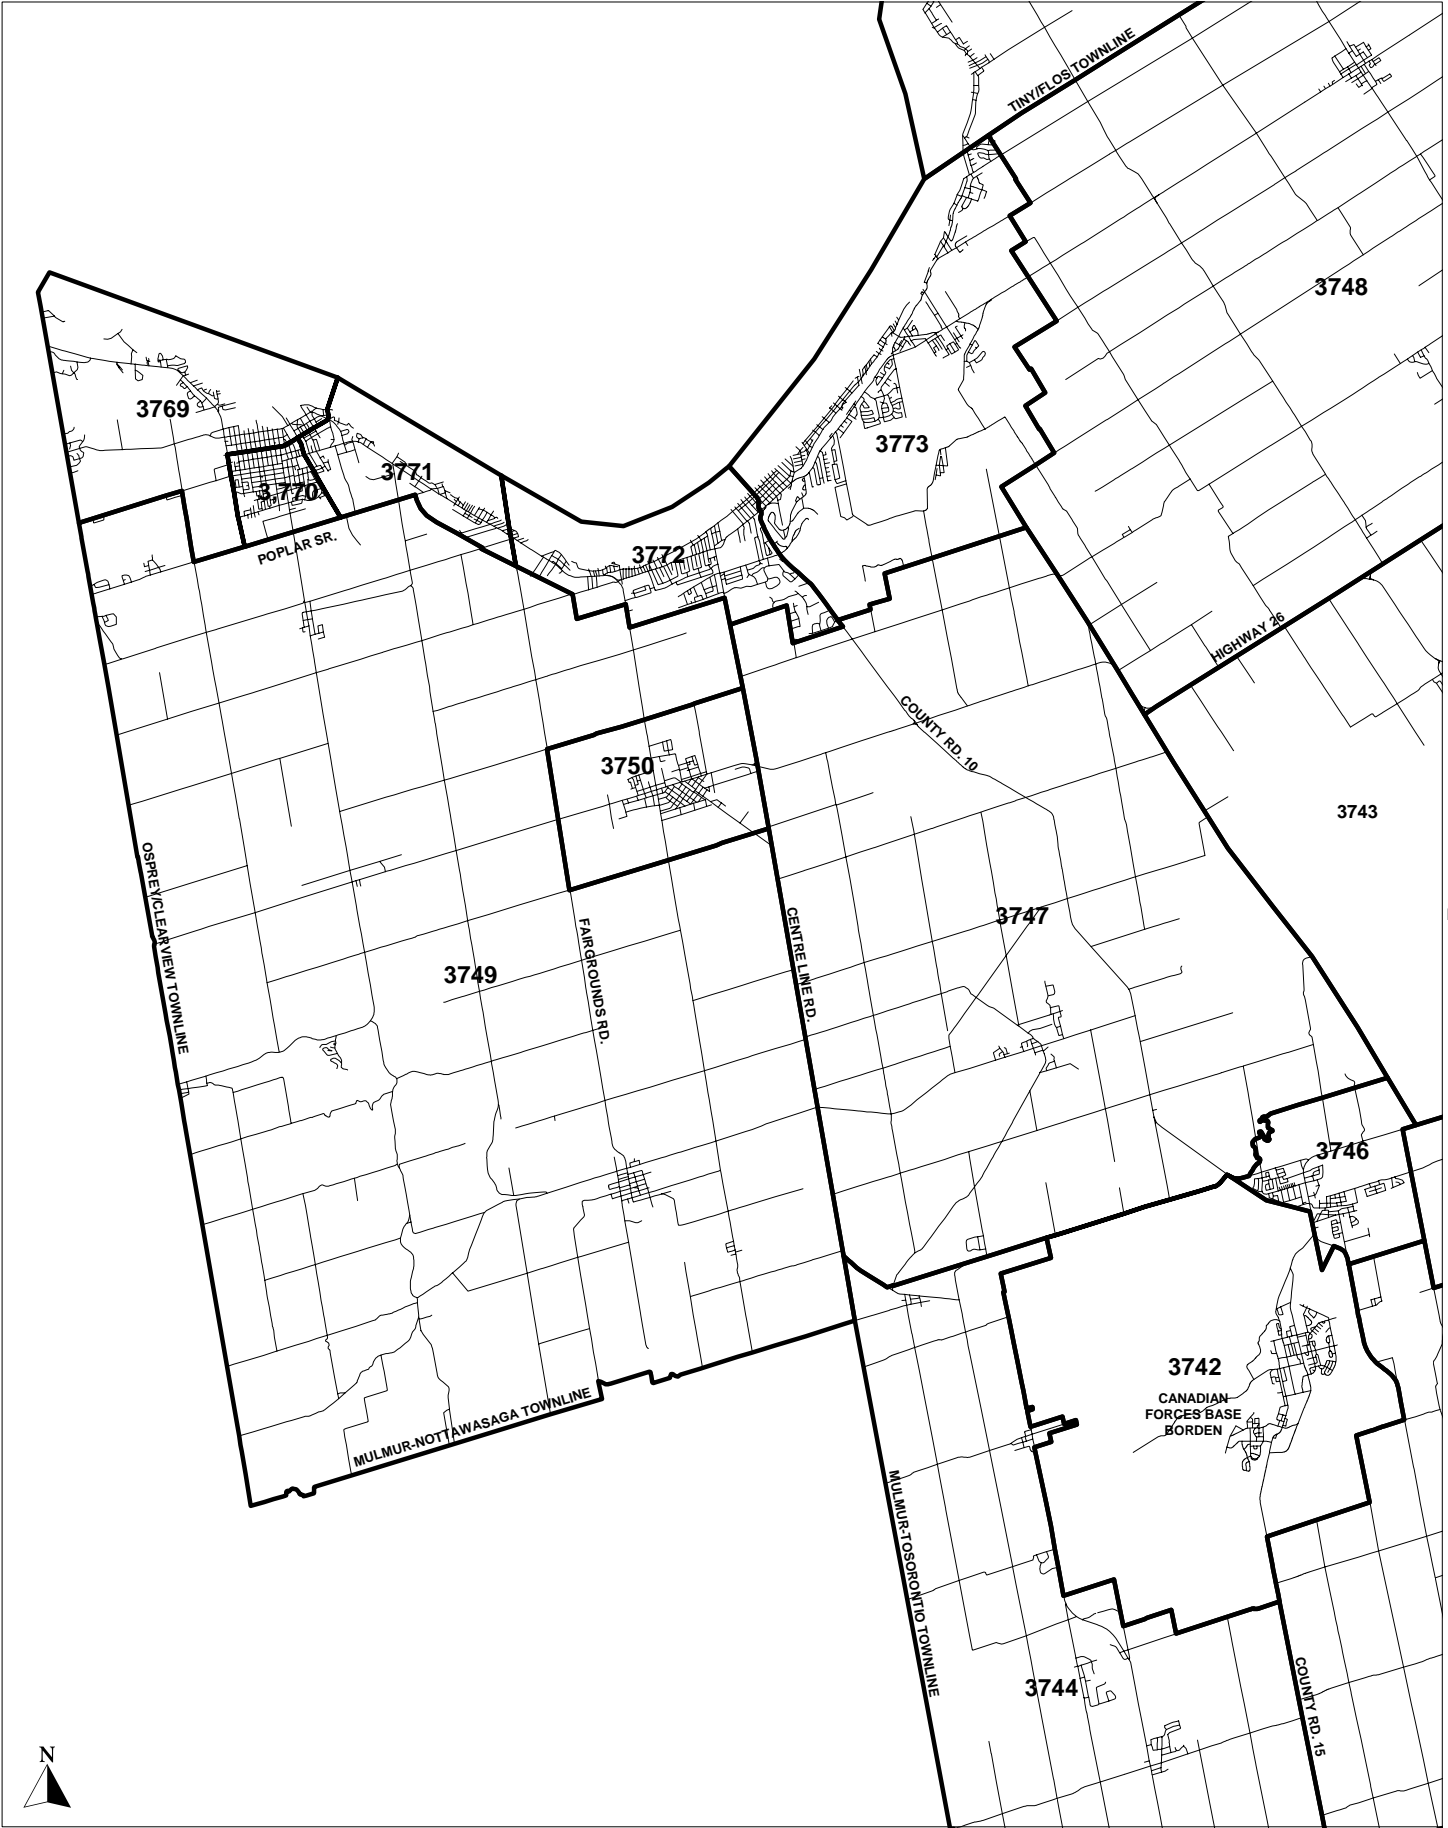 TINY/FLOS TOWNLINE
3748
3769
3773
3771
3,770
POPLAR SR.
3772
HIGHWAY 26
COUNTY RD. 10
3750
3743
OSPREY/CLEARVIEW TOWNLINE
FAIRGROUNDS RD.
CENTRE LINE RD.
3747
3749
3746
3742
CANADIAN
FORCES BASE
BORDEN
MULMUR-NOTTAWASAGA TOWNLINE
MULMUR-TOSORONTIO TOWNLINE
3744
COUNTY RD. 15
N